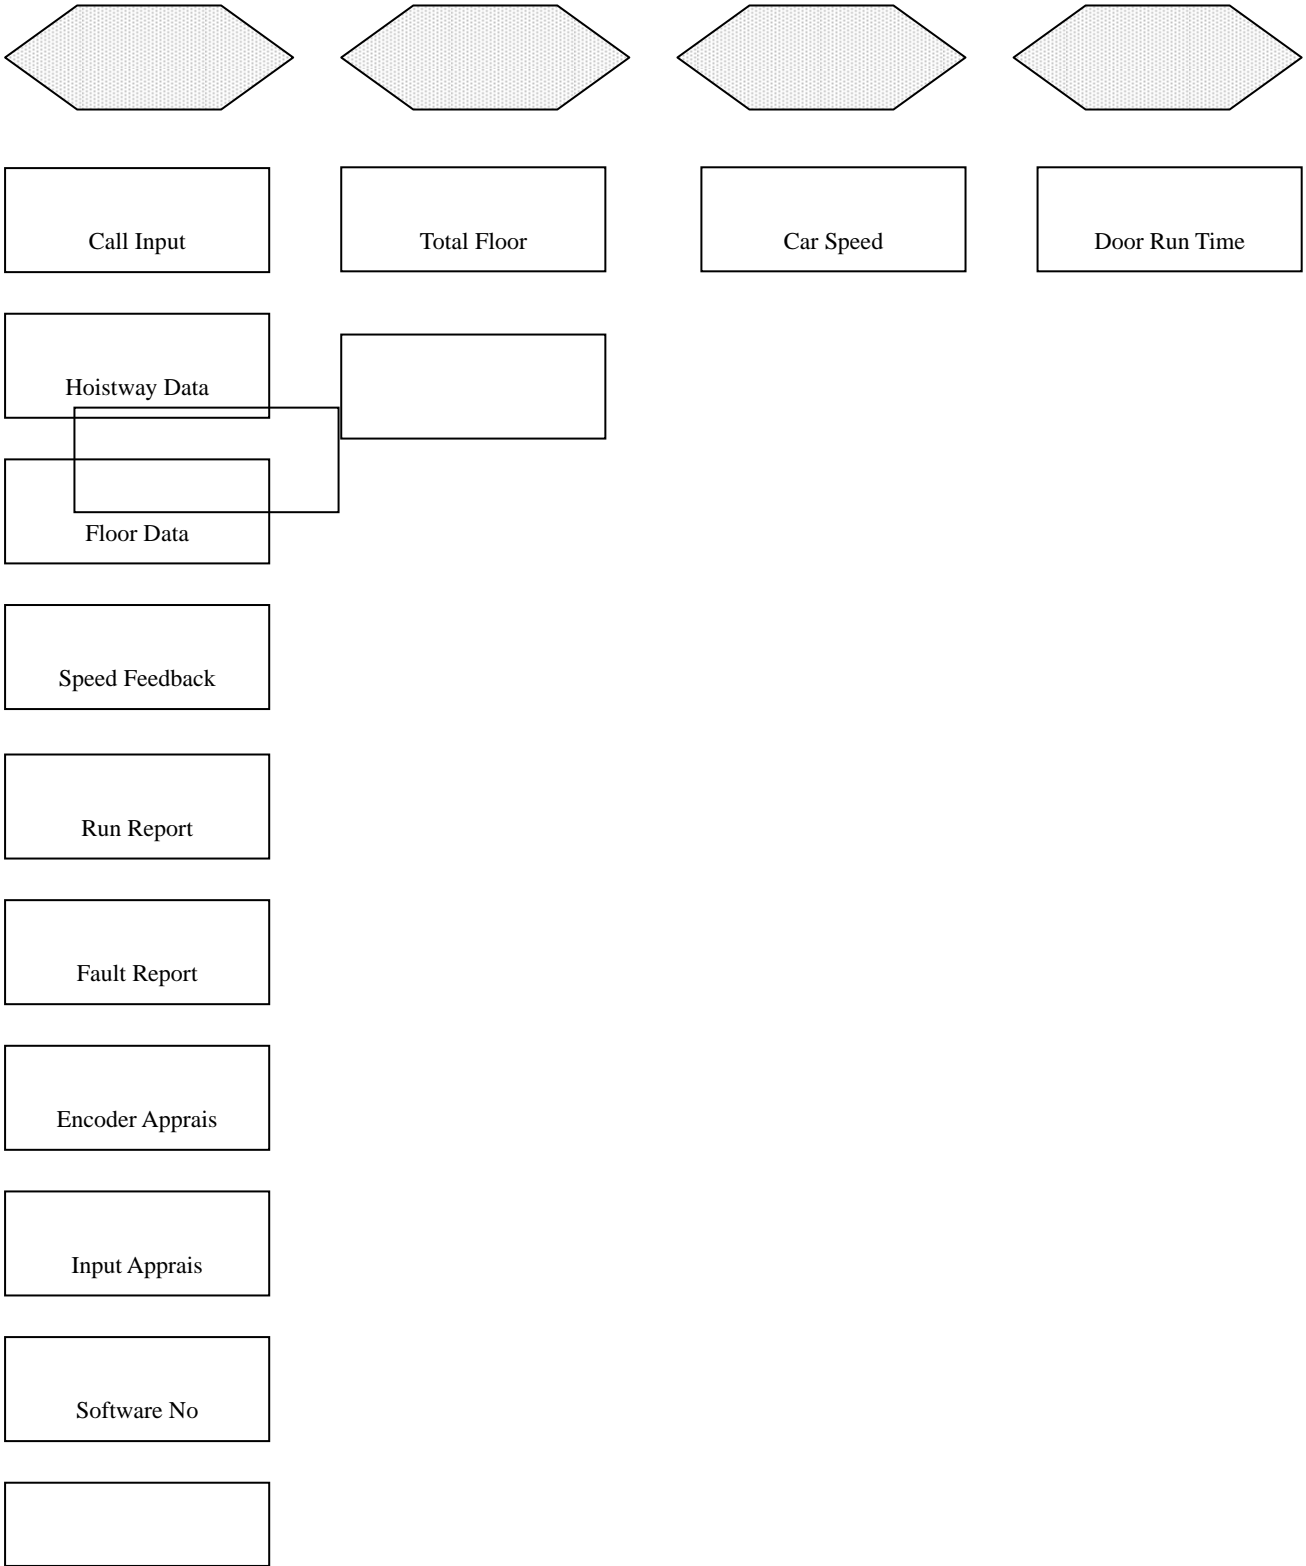 Call Input
Total Floor
Car Speed
Door Run Time
Hoistway Data
Floor Data
Speed Feedback
Run Report
Fault Report
Encoder Apprais
Input Apprais
Software No